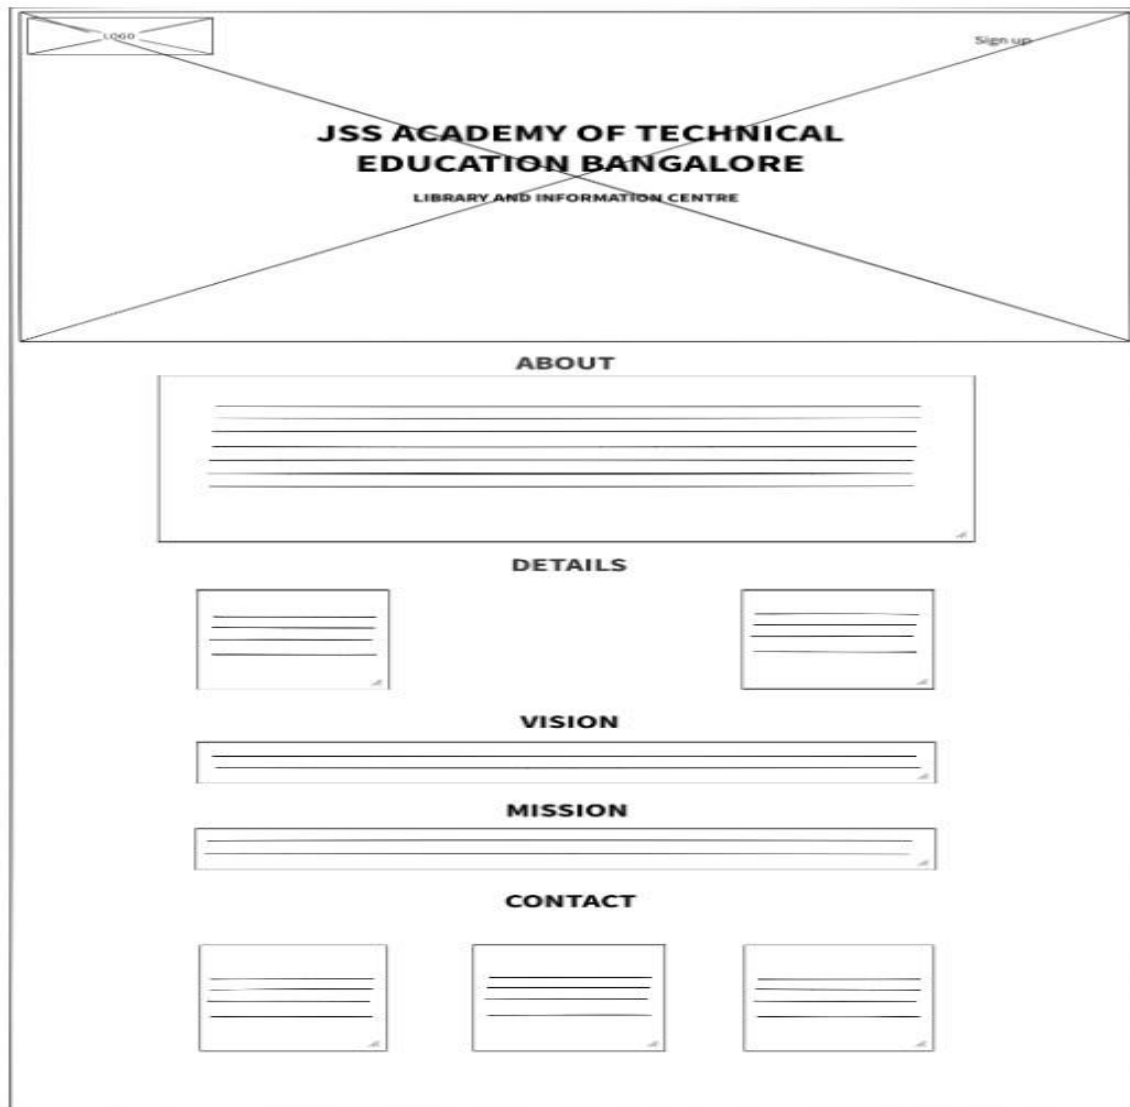 LOGO
Sign up
JSS ACADEMY OF TECHNICAL
EDUCATION BANGALORE
LIBRARY AND INFORMATION CENTRE
ABOUT
DETAILS
VISION
MISSION
CONTACT